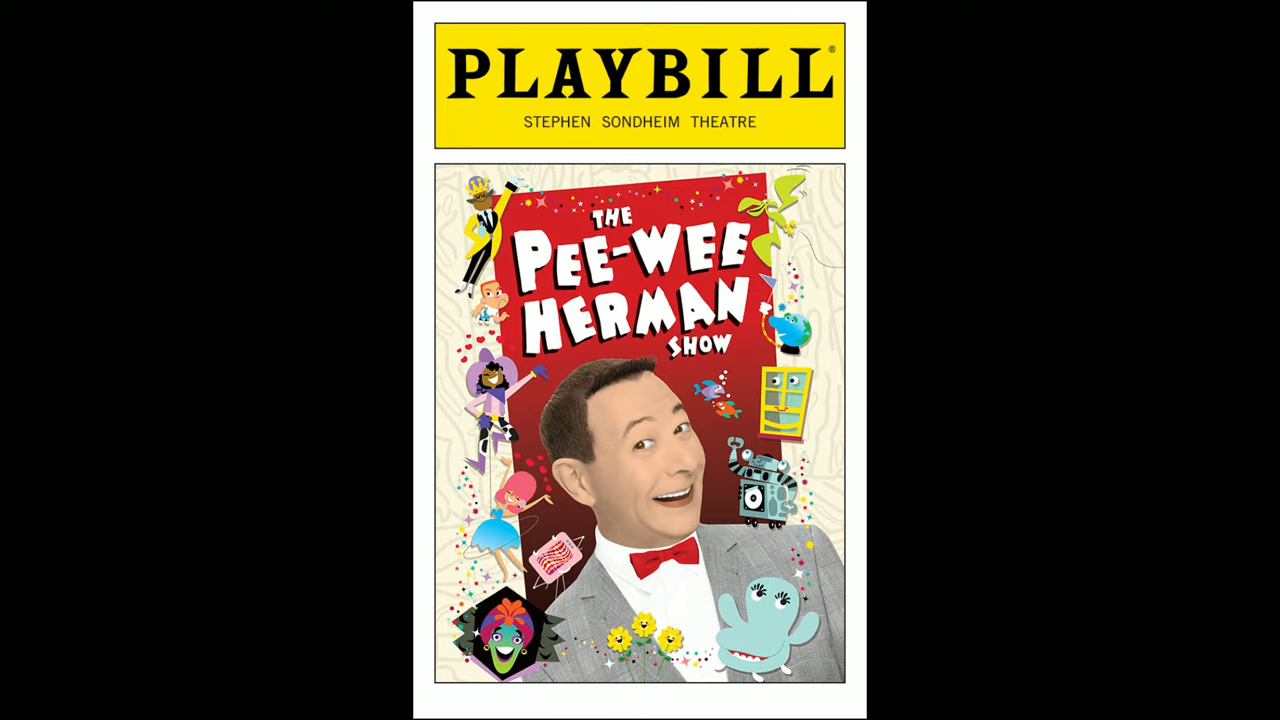 PLAYBILL®
STEPHEN SONDHEIM THEATRE
THE
PEE-WEE
HERMAN
SHOW